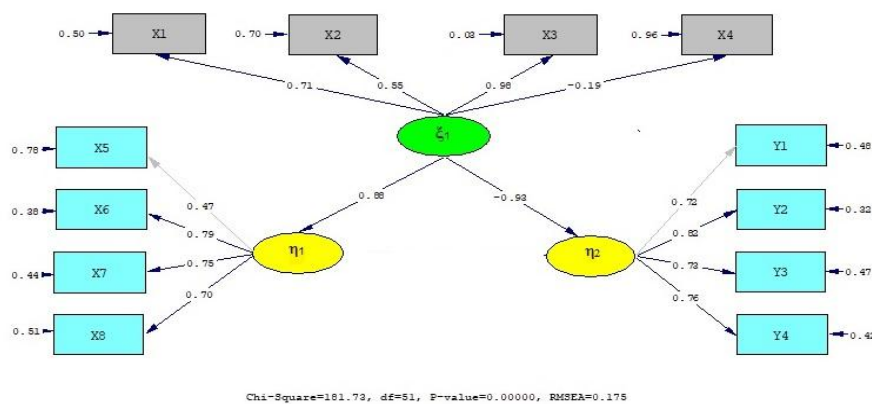 0.50 X1 0.70 X2 0.03 X3 0.96 X4
0.71 0.55 0.98 -0.19
ξ1
0.78 X5
0.38 X6
0.44 X7
0.51 X8
0.47
0.79
0.75
0.70
0.88 -0.93
η1 η2
0.72
0.82
0.73
0.76
Y1 0.48
Y2 0.32
Y3 0.47
Y4 0.42
Chi-Square=181.73, df=51, P-value=0.00000, RMSEA=0.175